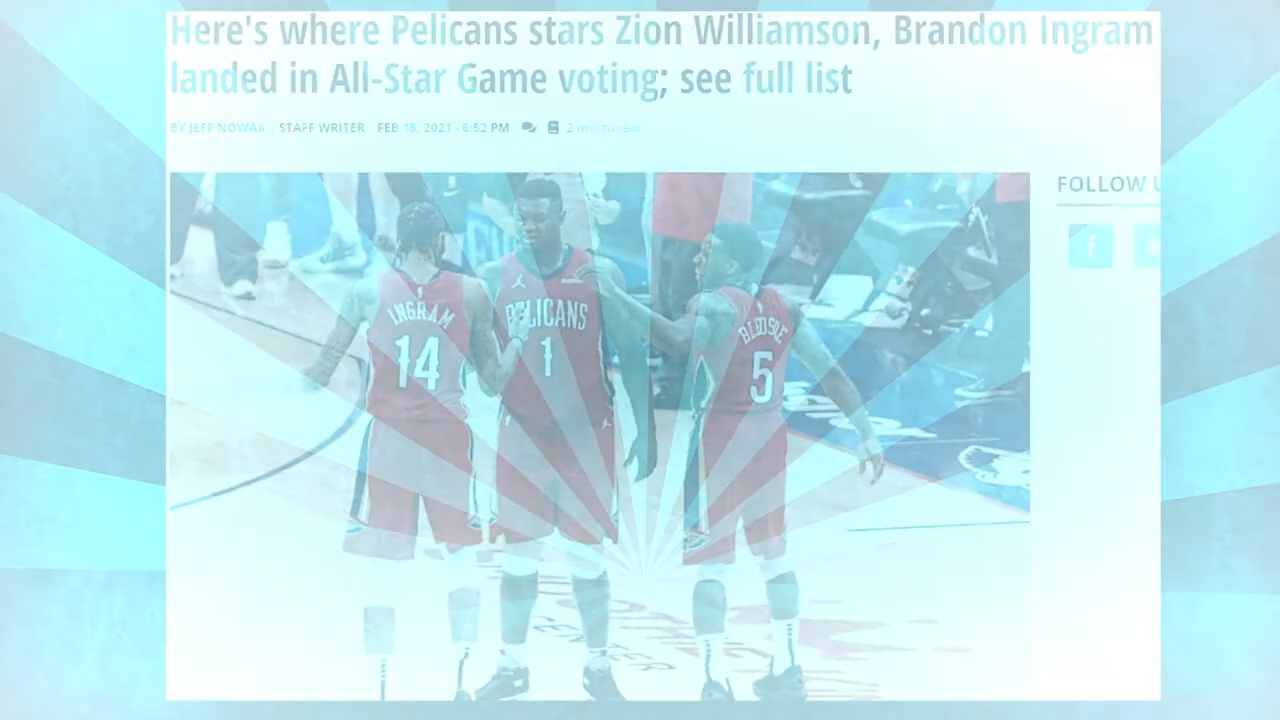 Here's where Pelicans stars Zion Williamson, Brandon Ingram
landed in All-Star Game voting; see full list
BY JEFF NOWAK | STAFF WRITER FEB 18, 2021 - 6:52 PM 2 min to read
FOLLOW U
f
INGRAM
14
PELICANS
1
BLEDSOE
5